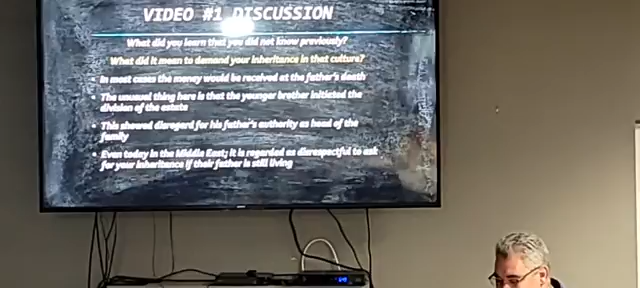 VIDEO #1 DISCUSSION
What did you learn that you did not know previously?
What did it mean to demand your inheritance in that culture?
• In most cases the money would be received at the father's death
• The unusual thing here is that the younger brother initiated the
division of the estate
• This showed disregard for his father's authority as head of the
family
• Even today in the Middle East; it is regarded as disrespectful to ask
for your inheritance if their father is still living